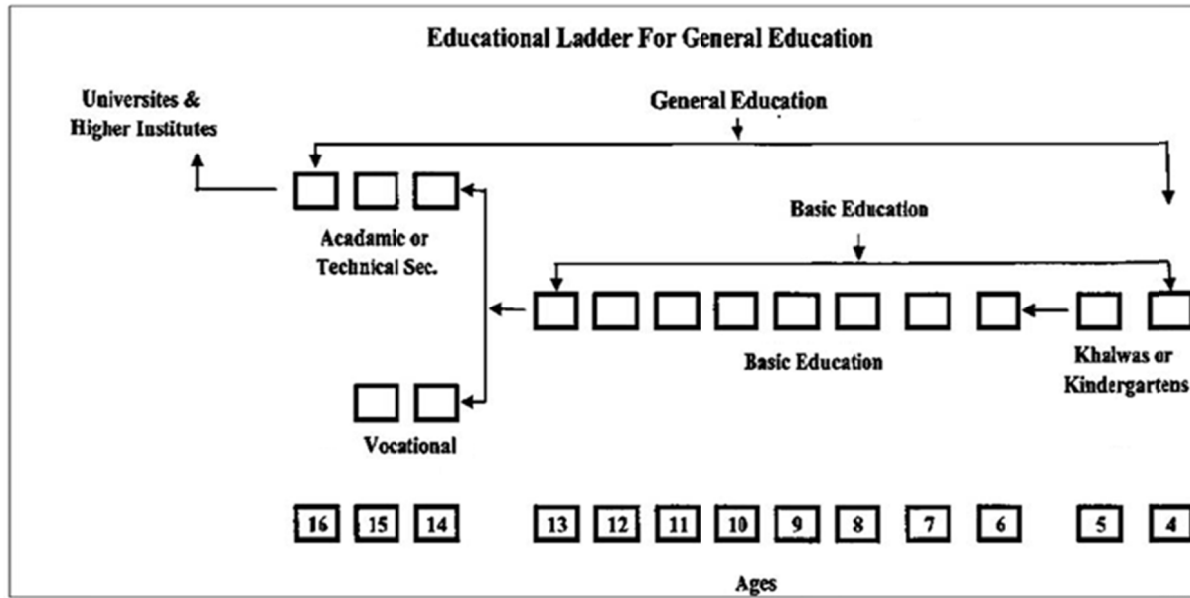 Educational Ladder For General Education
Universites &
Higher Institutes
General Education
Basic Education
Acadamic or
Technical Sec.
Basic Education
Khalwas or
Kindergartens
Vocational
16 15 14 13 12 11 10 9 8 7 6 5 4
Ages